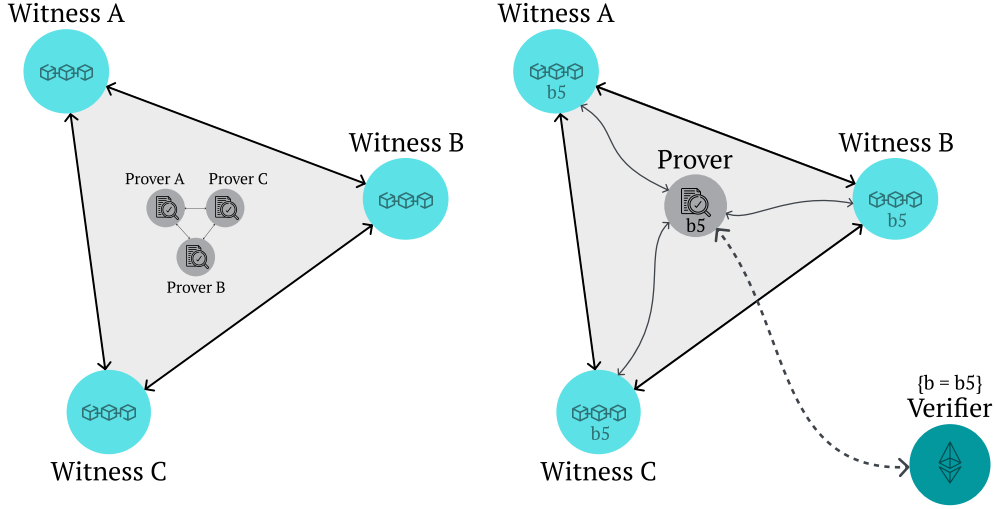 Witness A
Witness B
Prover A
Prover C
Prover B
Witness C
Witness A
b5
Witness B
b5
Prover
b5
Witness C
b5
{b = b5}
Verifier